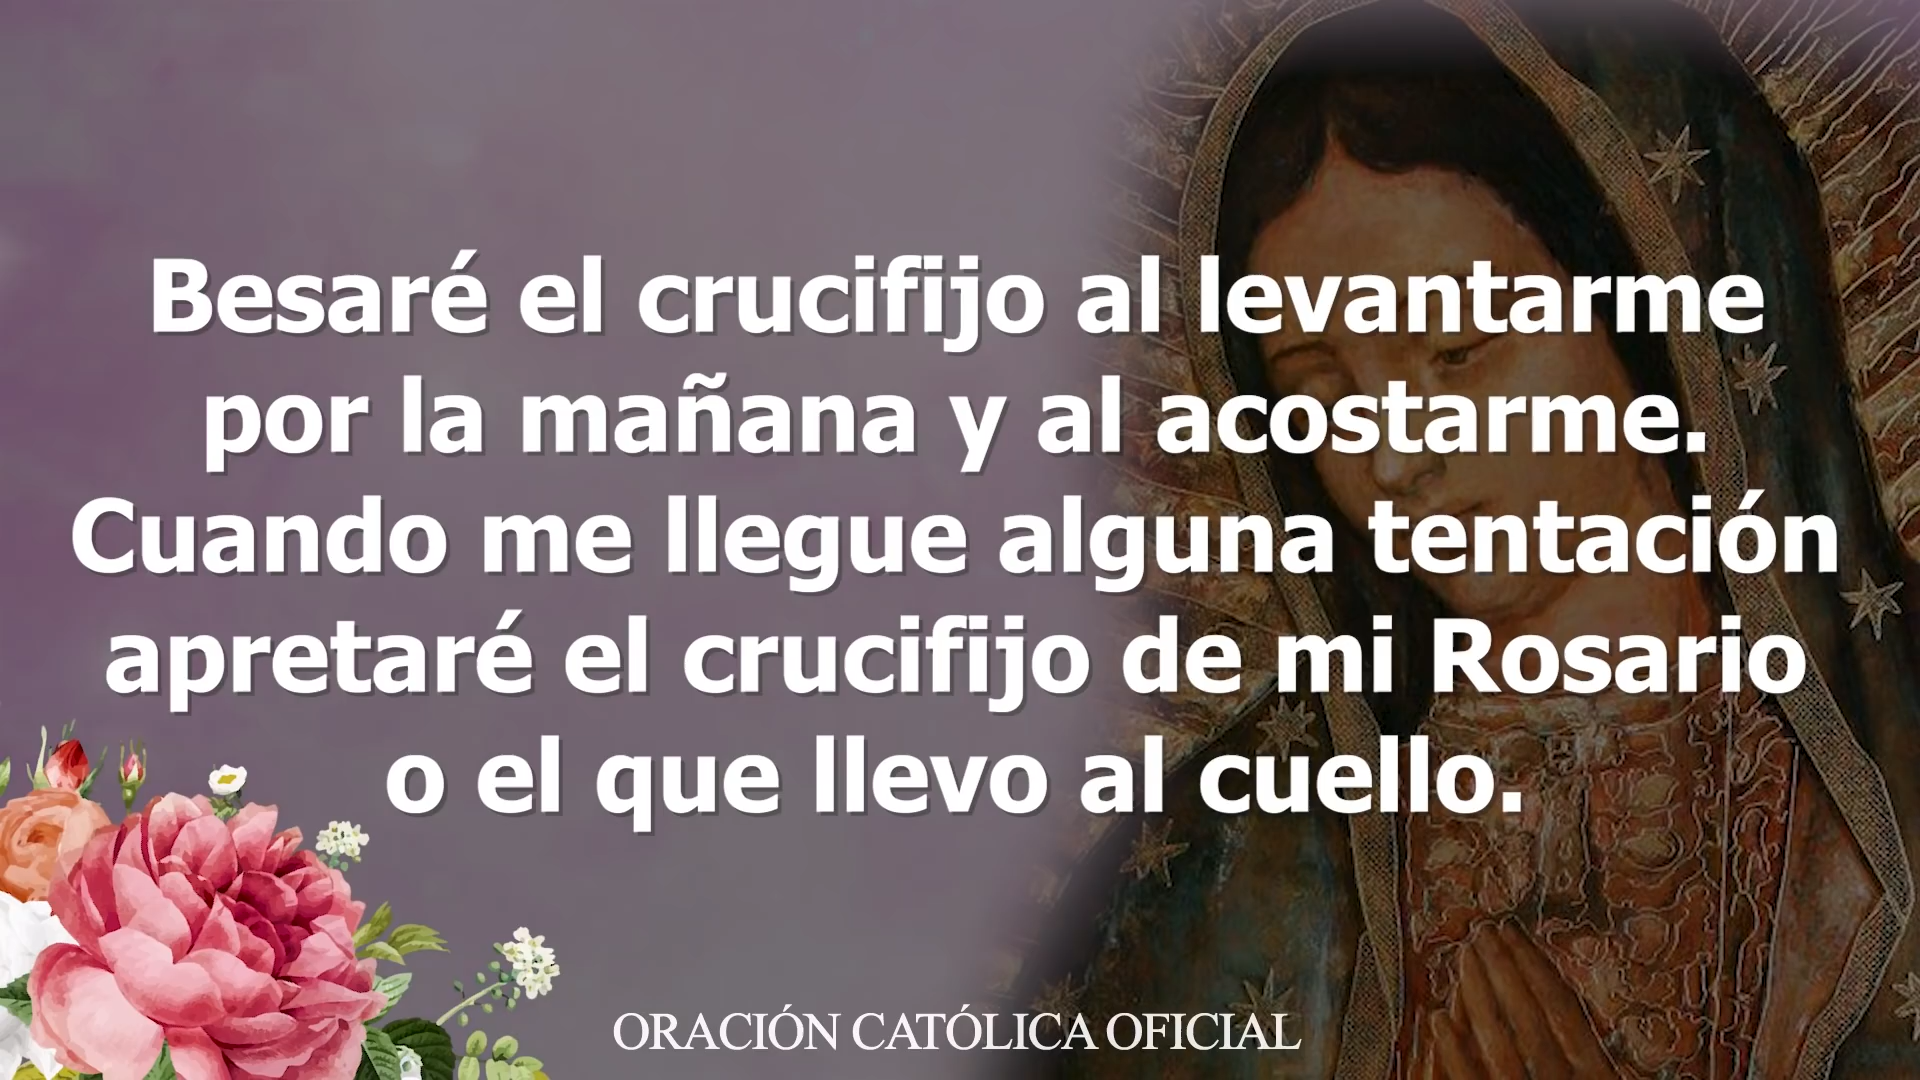 Besaré el crucifijo al levantarme
por la mañana y al acostarme.
Cuando me llegue alguna tentación
apretaré el crucifijo de mi Rosario
o el que llevo al cuello.
ORACIÓN CATÓLICA OFICIAL